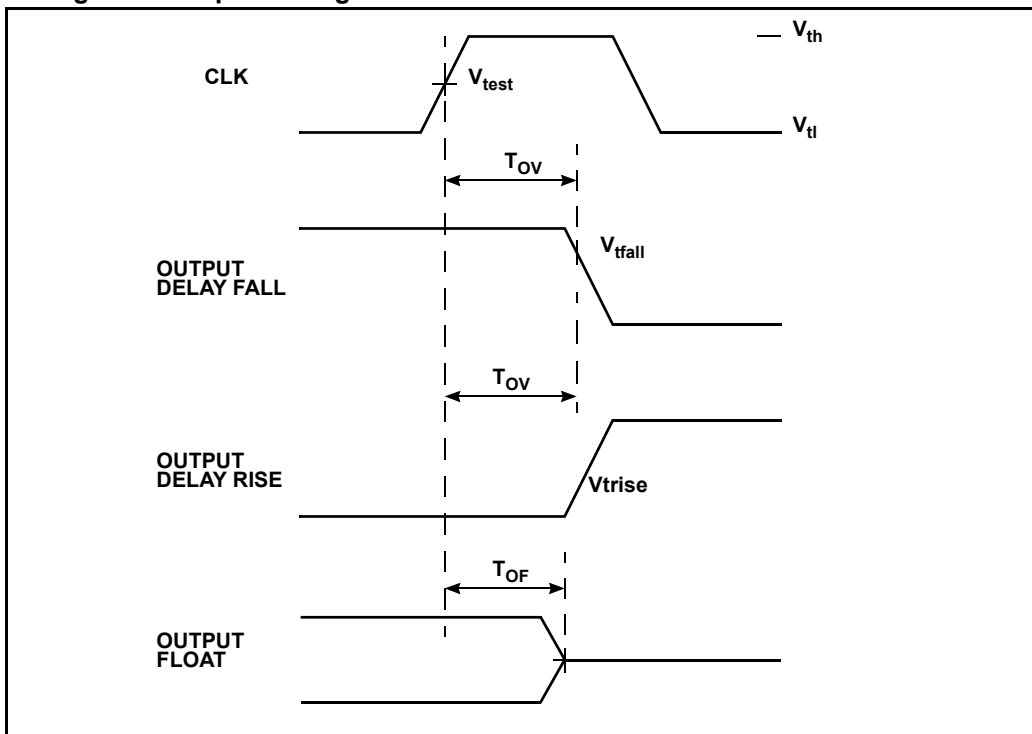 V_th
CLK
V_test
V_tl
T_OV
V_tfall
OUTPUT
DELAY FALL
T_OV
OUTPUT
DELAY RISE
Vtrise
T_OF
OUTPUT
FLOAT